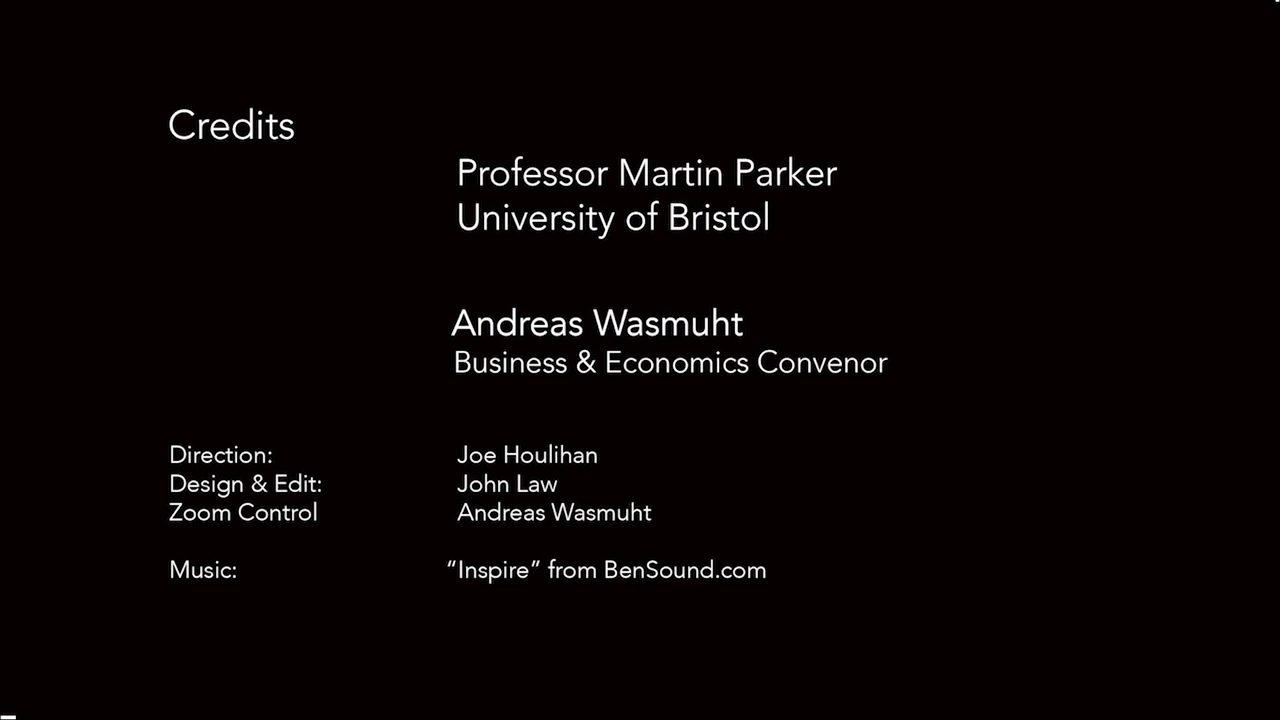 Credits
Professor Martin Parker
University of Bristol
Andreas Wasmuht
Business & Economics Convenor
Direction: Joe Houlihan
Design & Edit: John Law
Zoom Control Andreas Wasmuht
Music: “Inspire” from BenSound.com